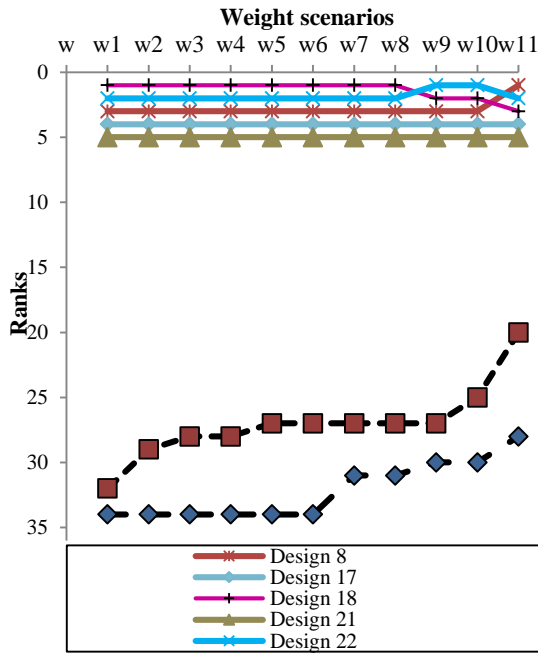 Weight scenarios
w w1 w2 w3 w4 w5 w6 w7 w8 w9 w10 w11
0
5
10
15
20
25
30
35
Ranks
Design 8
Design 17
Design 18
Design 21
Design 22